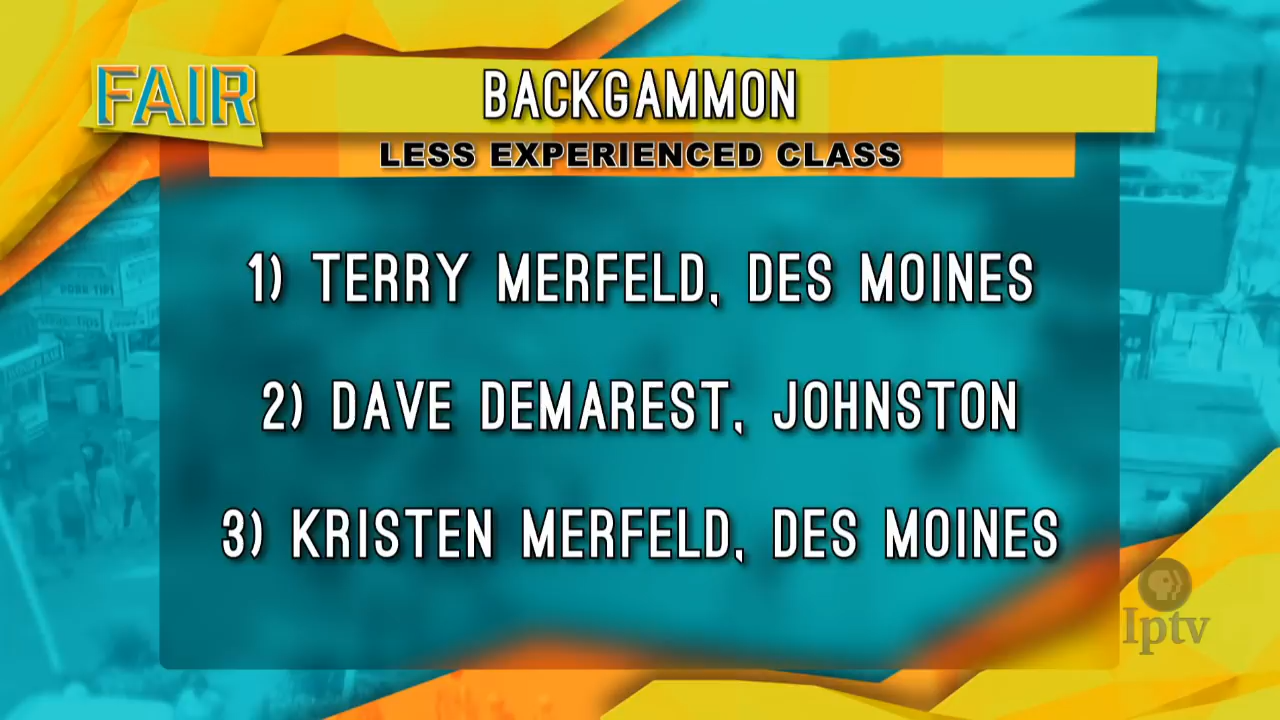 FAIR
BACKGAMMON
LESS EXPERIENCED CLASS
1) TERRY MERFELD, DES MOINES
2) DAVE DEMAREST, JOHNSTON
3) KRISTEN MERFELD, DES MOINES
Iptv